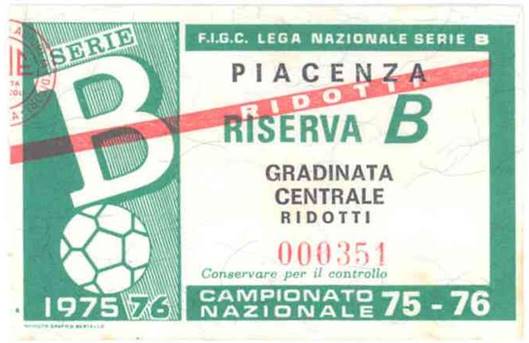 SERIE
B
1975/76
F.I.G.C. LEGA NAZIONALE SERIE B
PIACENZA
RIDOTTI
RISERVA B
GRADINATA
CENTRALE
RIDOTTI
000351
Conservare per il controllo
CAMPIONATO
NAZIONALE 75-76